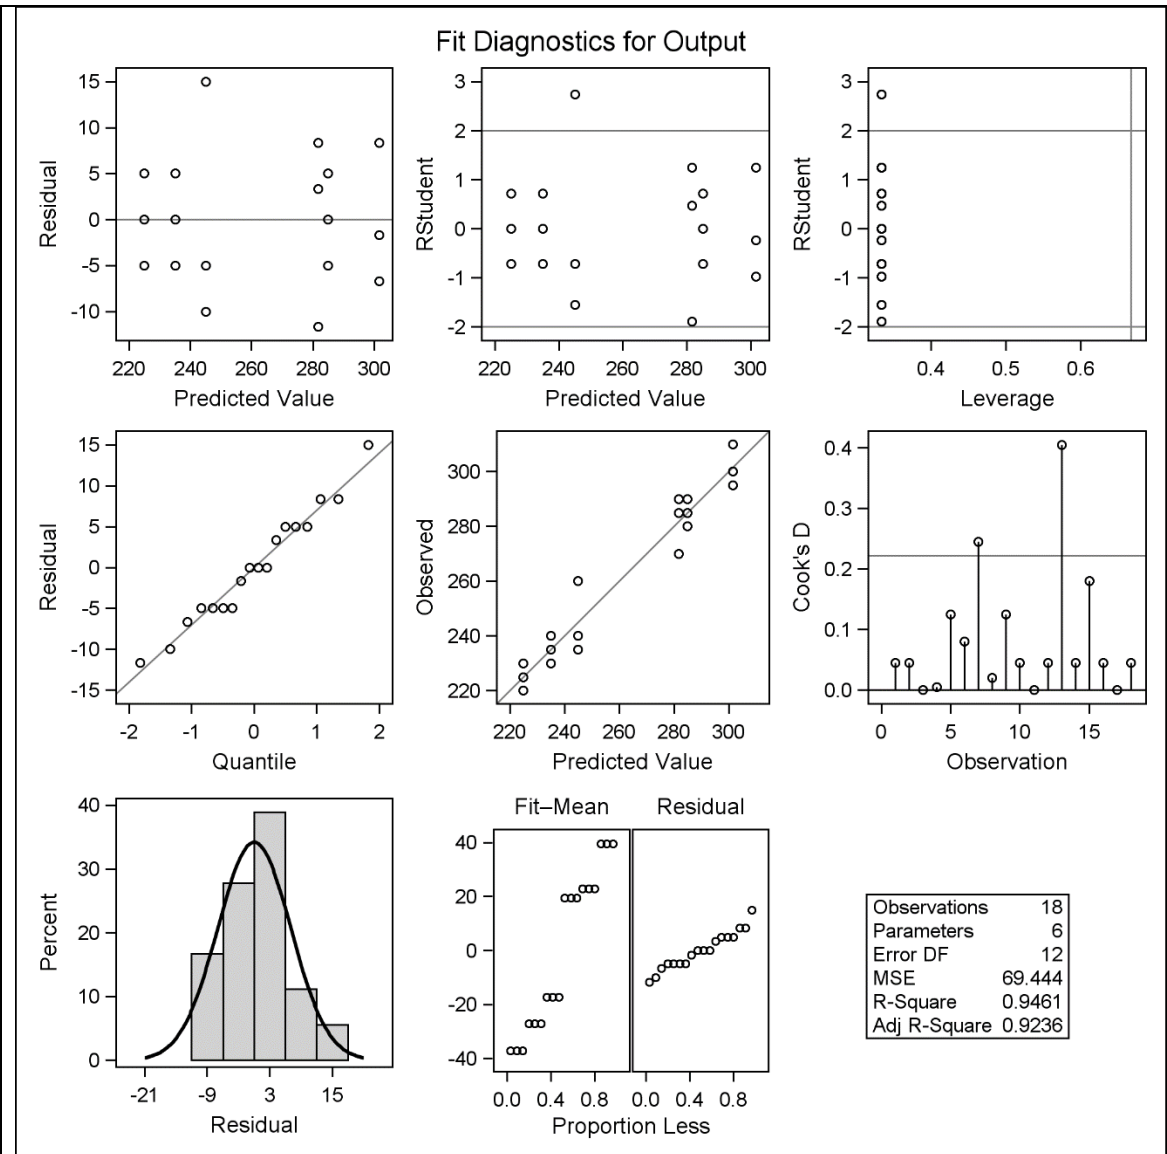 Fit Diagnostics for Output
15
10
5
0
-5
-10
Residual
220 240 260 280 300
Predicted Value
3
2
1
0
-1
-2
RStudent
220 240 260 280 300
Predicted Value
3
2
1
0
-1
-2
RStudent
0.4 0.5 0.6
Leverage
15
10
5
0
-5
-10
-15
Residual
-2 -1 0 1 2
Quantile
300
280
260
240
220
Observed
220 240 260 280 300
Predicted Value
0.4
0.3
0.2
0.1
0.0
Cook's D
0 5 10 15
Observation
40
30
20
10
0
Percent
-21 -9 3 15
Residual
Fit–Mean Residual
40
20
0
-20
-40
0.0 0.4 0.8 0.0 0.4 0.8
Proportion Less
Observations 18
Parameters 6
Error DF 12
MSE 69.444
R-Square 0.9461
Adj R-Square 0.9236